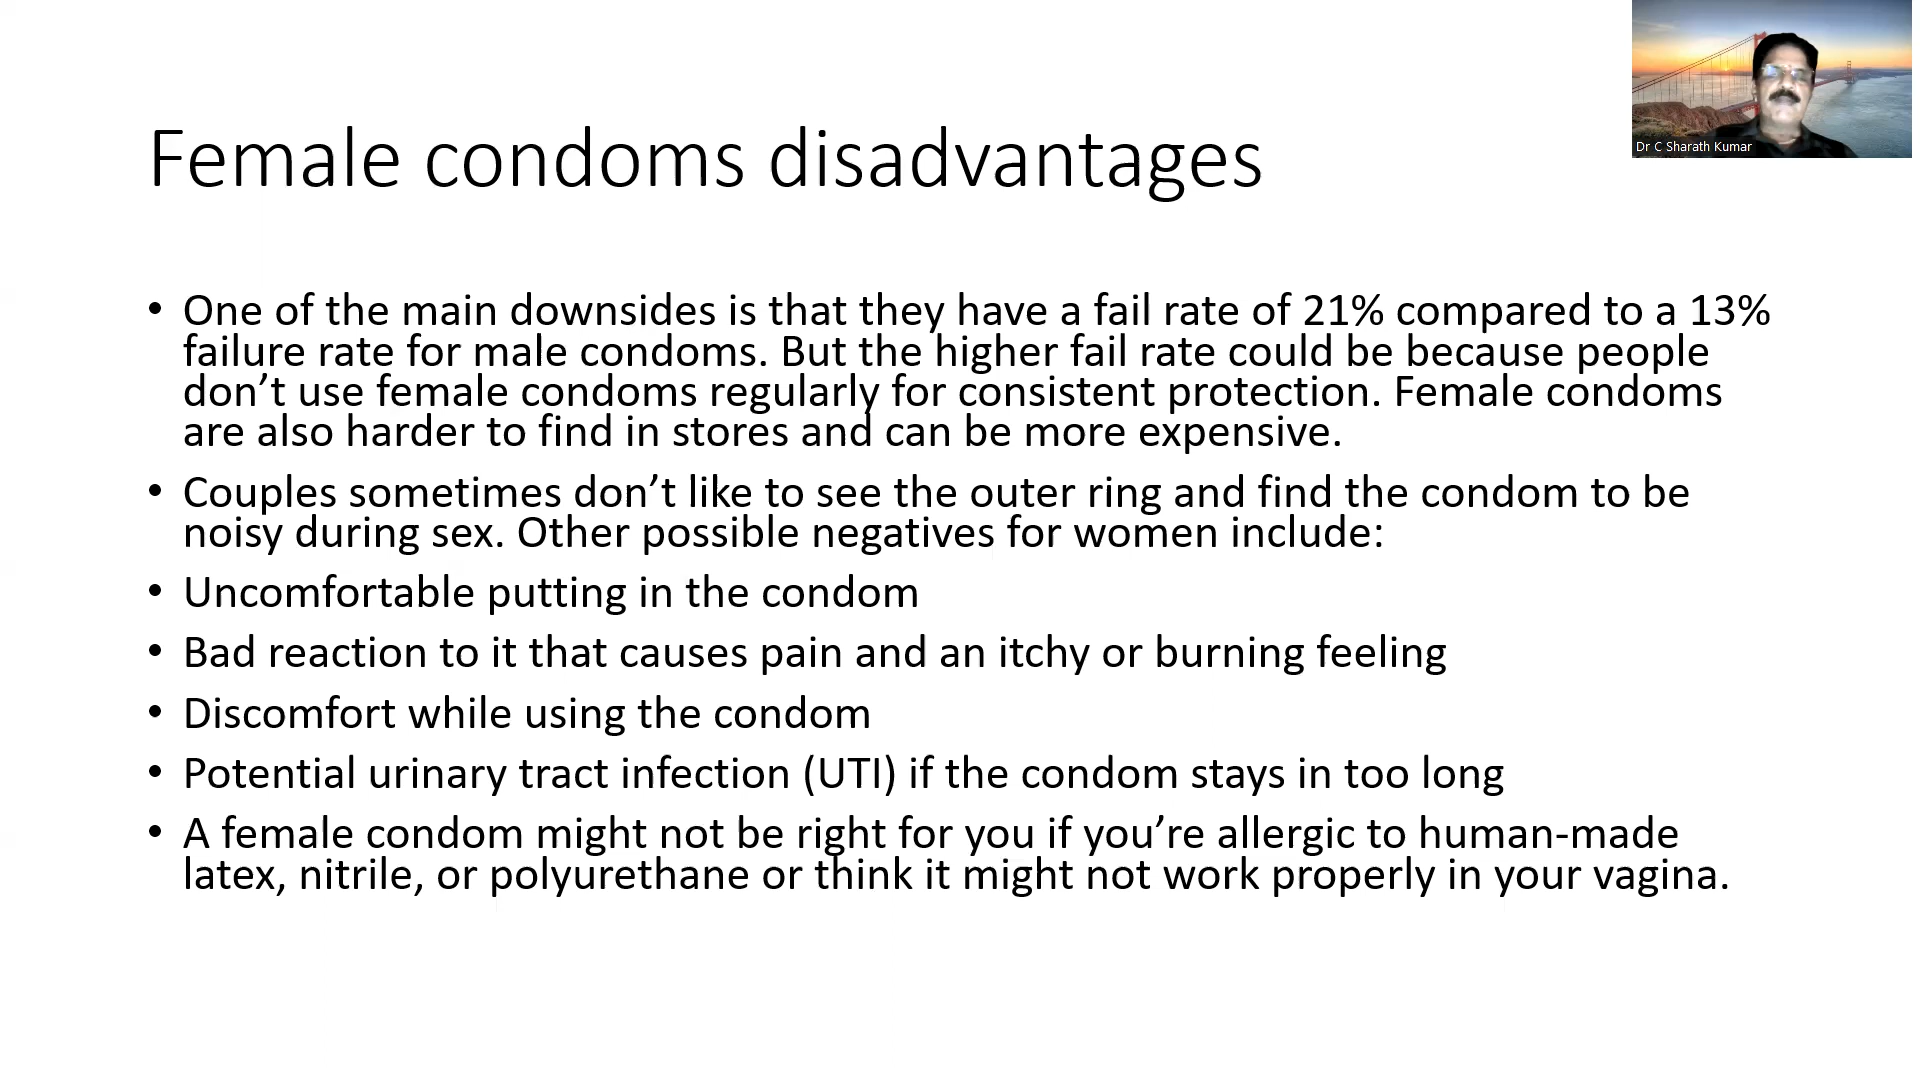 Dr C Sharath Kumar
Female condoms disadvantages
• One of the main downsides is that they have a fail rate of 21% compared to a 13%
failure rate for male condoms. But the higher fail rate could be because people
don’t use female condoms regularly for consistent protection. Female condoms
are also harder to find in stores and can be more expensive.
• Couples sometimes don’t like to see the outer ring and find the condom to be
noisy during sex. Other possible negatives for women include:
• Uncomfortable putting in the condom
• Bad reaction to it that causes pain and an itchy or burning feeling
• Discomfort while using the condom
• Potential urinary tract infection (UTI) if the condom stays in too long
• A female condom might not be right for you if you’re allergic to human-made
latex, nitrile, or polyurethane or think it might not work properly in your vagina.